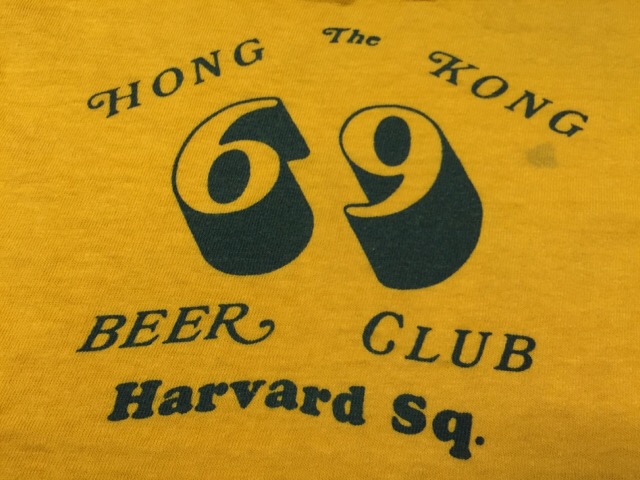 The
HONG KONG
69
BEER CLUB
Harvard Sq.